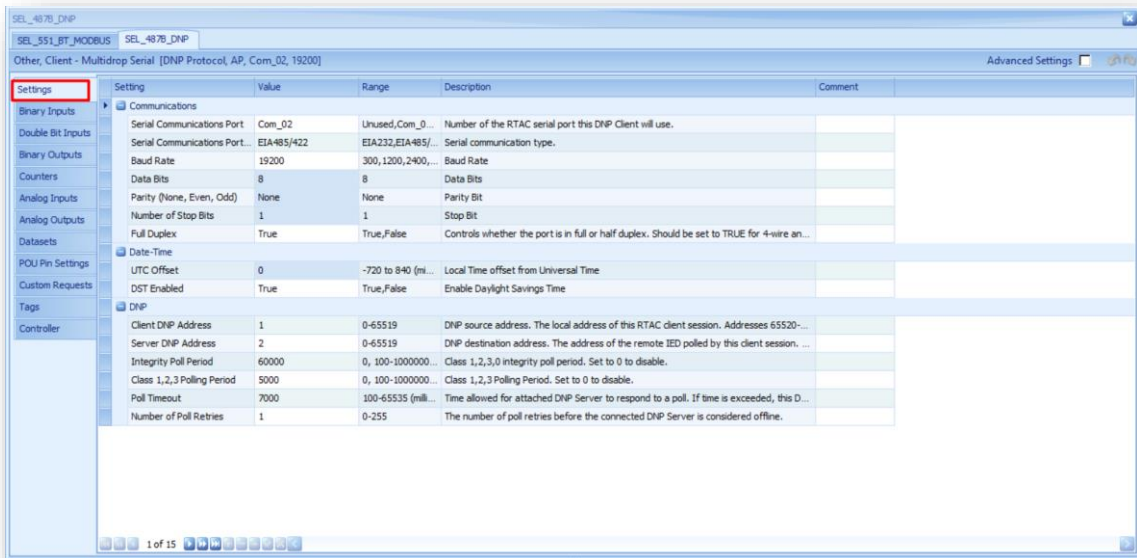 SEL_487B_DNP
SEL_551_BT_MODBUS SEL_487B_DNP
Other, Client - Multidrop Serial [DNP Protocol, AP, Com_02, 19200] Advanced Settings
Settings
Binary Inputs
Double Bit Inputs
Binary Outputs
Counters
Analog Inputs
Analog Outputs
Datasets
POU Pin Settings
Custom Requests
Tags
Controller
Setting Value Range Description Comment
Communications
Serial Communications Port Com_02 Unused,Com_0... Number of the RTAC serial port this DNP Client will use.
Serial Communications Port... EIA485/422 EIA232,EIA485/... Serial communication type.
Baud Rate 19200 300,1200,2400,... Baud Rate
Data Bits 8 8 Data Bits
Parity (None, Even, Odd) None None Parity Bit
Number of Stop Bits 1 1 Stop Bit
Full Duplex True True,False Controls whether the port is in full or half duplex. Should be set to TRUE for 4-wire an...
Date-Time
UTC Offset 0 -720 to 840 (mi... Local Time offset from Universal Time
DST Enabled True True,False Enable Daylight Savings Time
DNP
Client DNP Address 1 0-65519 DNP source address. The local address of this RTAC client session. Addresses 65520-...
Server DNP Address 2 0-65519 DNP destination address. The address of the remote IED polled by this client session. ...
Integrity Poll Period 60000 0, 100-1000000... Class 1,2,3,0 integrity poll period. Set to 0 to disable.
Class 1,2,3 Polling Period 5000 0, 100-1000000... Class 1,2,3 Polling Period. Set to 0 to disable.
Poll Timeout 7000 100-65535 (milli... Time allowed for attached DNP Server to respond to a poll. If time is exceeded, this D...
Number of Poll Retries 1 0-255 The number of poll retries before the connected DNP Server is considered offline.
1 of 15